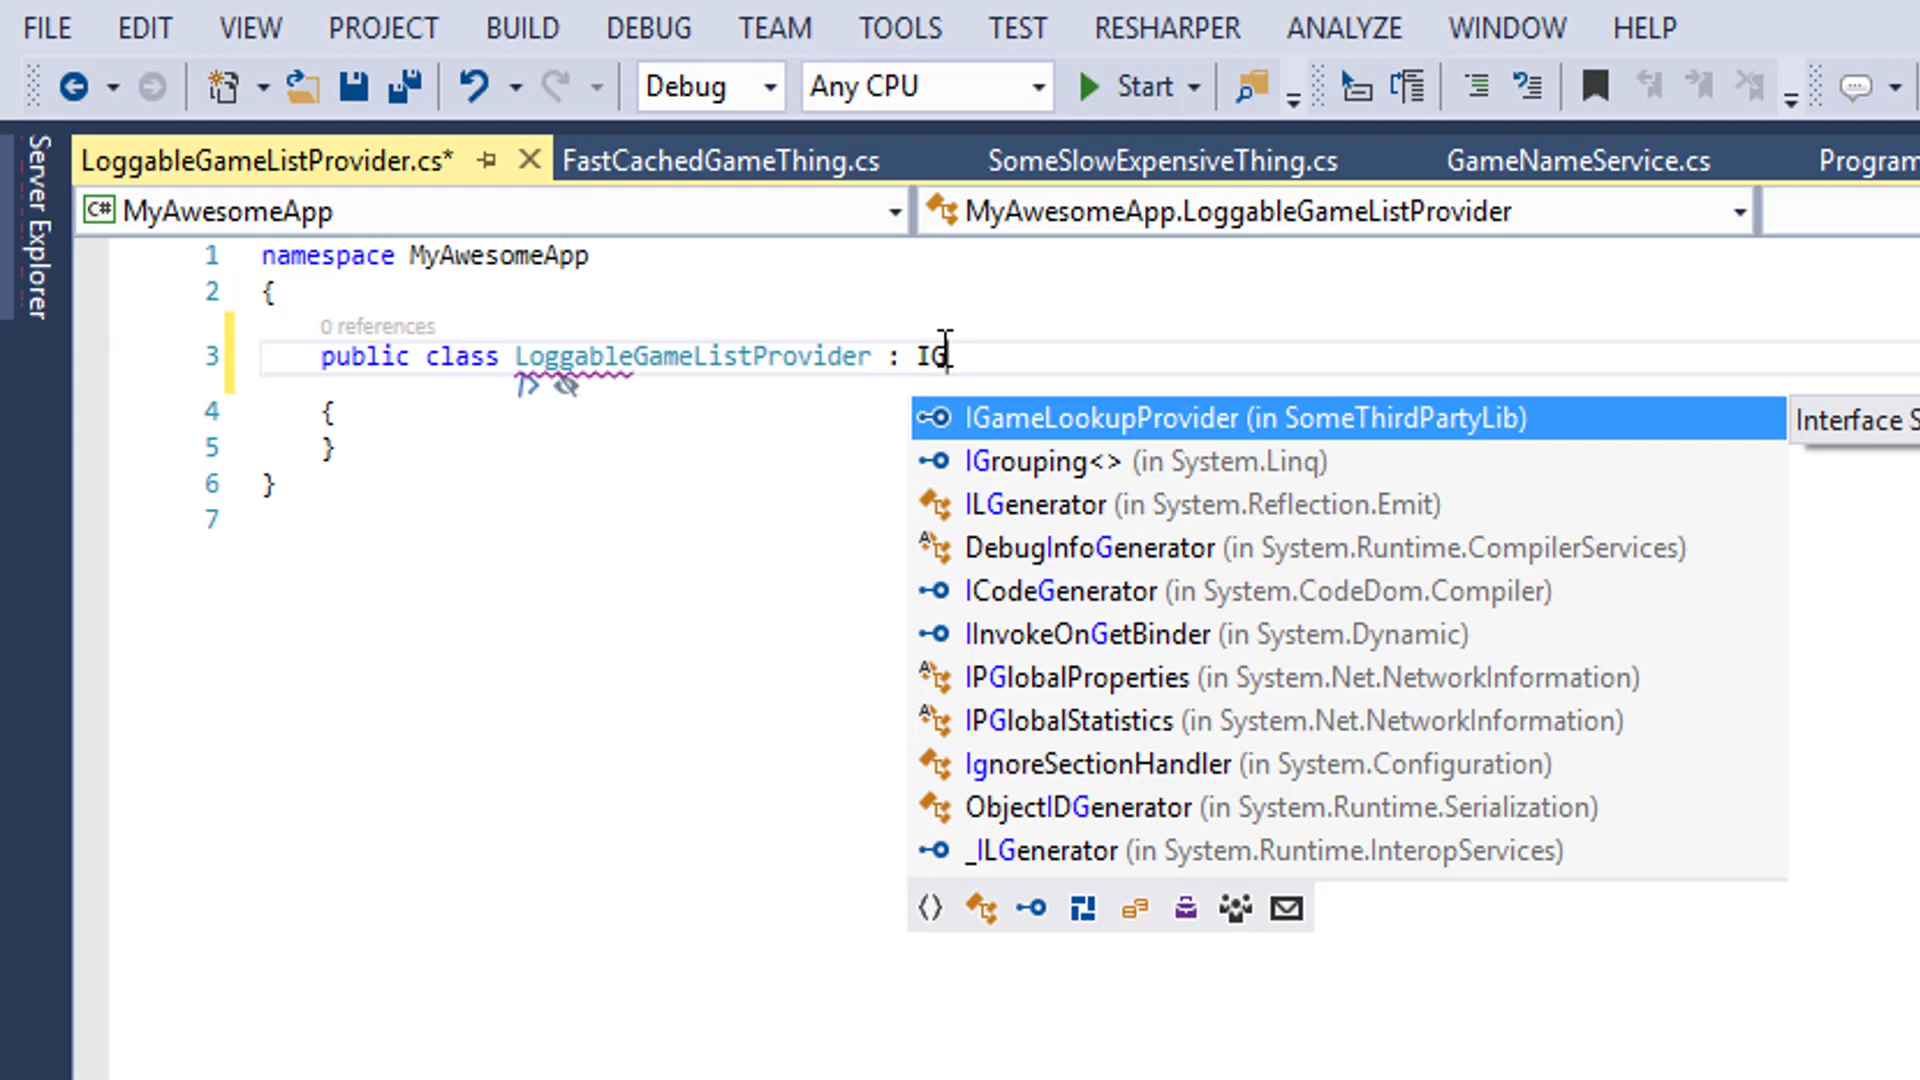 FILE EDIT VIEW PROJECT BUILD DEBUG TEAM TOOLS TEST RESHARPER ANALYZE WINDOW HELP
Debug Any CPU Start
Server Explorer
LoggableGameListProvider.cs* FastCachedGameThing.cs SomeSlowExpensiveThing.cs GameNameService.cs Program
C# MyAwesomeApp MyAwesomeApp.LoggableGameListProvider
1 namespace MyAwesomeApp
2 {
0 references
3 public class LoggableGameListProvider : IG
4 {
5 }
6 }
7
IGameLookupProvider (in SomeThirdPartyLib) Interface S
IGrouping<> (in System.Linq)
ILGenerator (in System.Reflection.Emit)
DebugInfoGenerator (in System.Runtime.CompilerServices)
ICodeGenerator (in System.CodeDom.Compiler)
IInvokeOnGetBinder (in System.Dynamic)
IPGlobalProperties (in System.Net.NetworkInformation)
IPGlobalStatistics (in System.Net.NetworkInformation)
IgnoreSectionHandler (in System.Configuration)
ObjectIDGenerator (in System.Runtime.Serialization)
_ILGenerator (in System.Runtime.InteropServices)